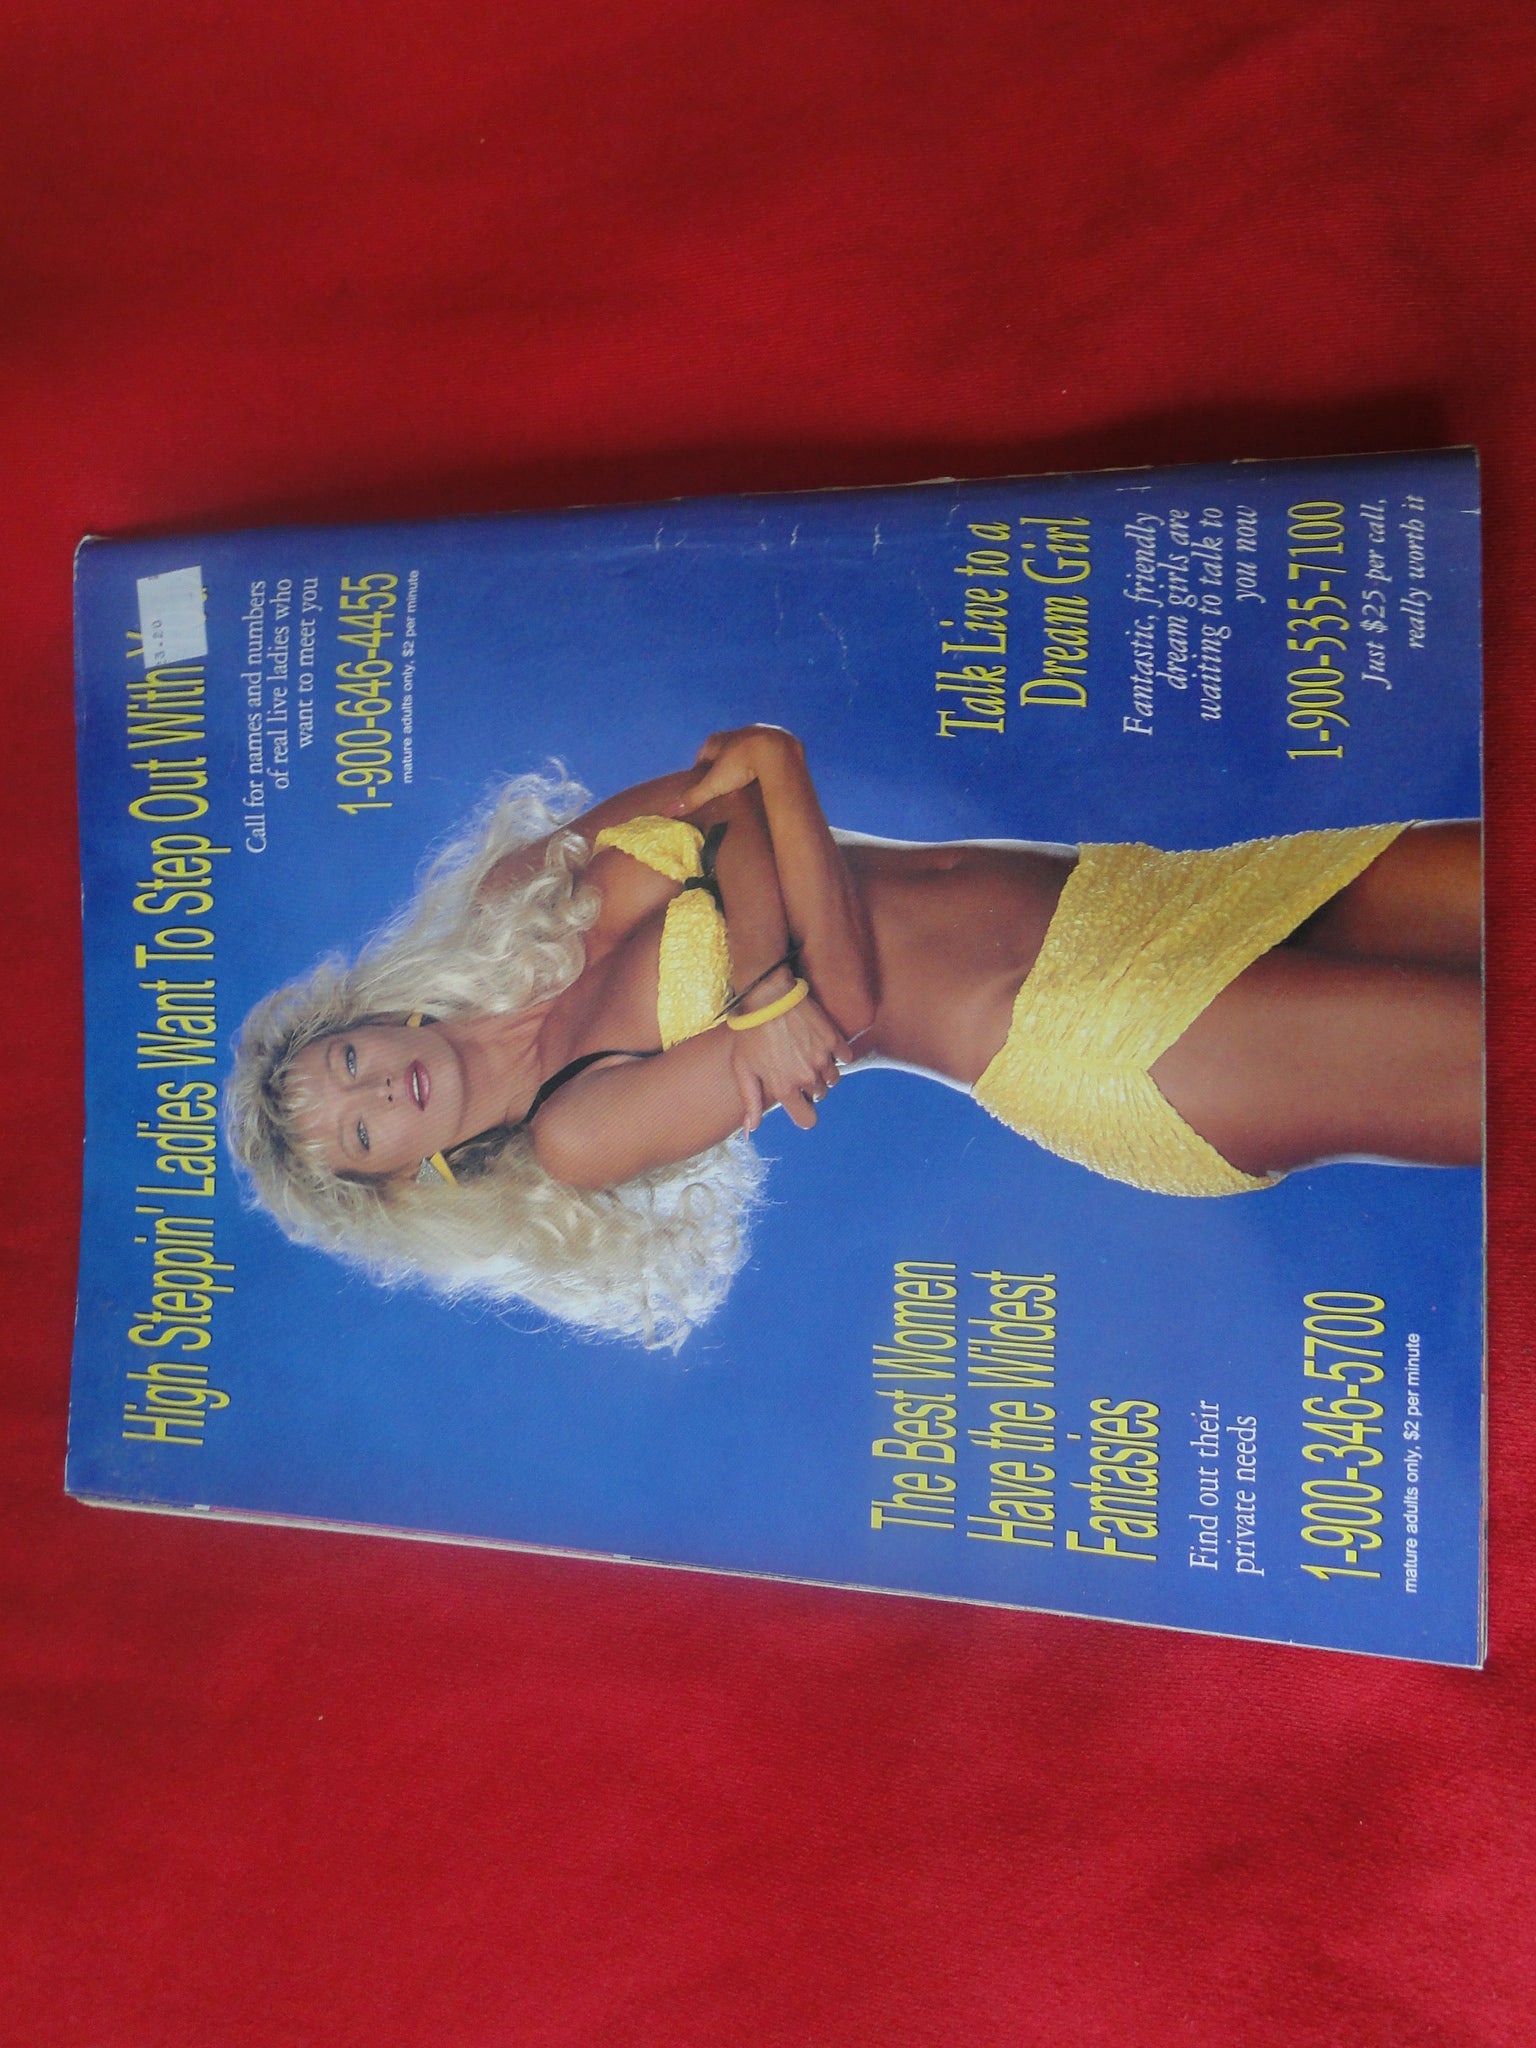 High Steppin' Ladies Want To Step Out With
3.20
Call for names and numbers
of real live ladies who
want to meet you
1-900-646-4455
mature adults only, $2 per minute
The Best Women
Have the Wildest
Fantasies
Find out their
private needs
1-900-346-5700
mature adults only, $2 per minute
Talk Live to a
Dream Girl
Fantastic, friendly
dream girls are
waiting to talk to
you now
1-900-535-7100
Just $25 per call,
really worth it